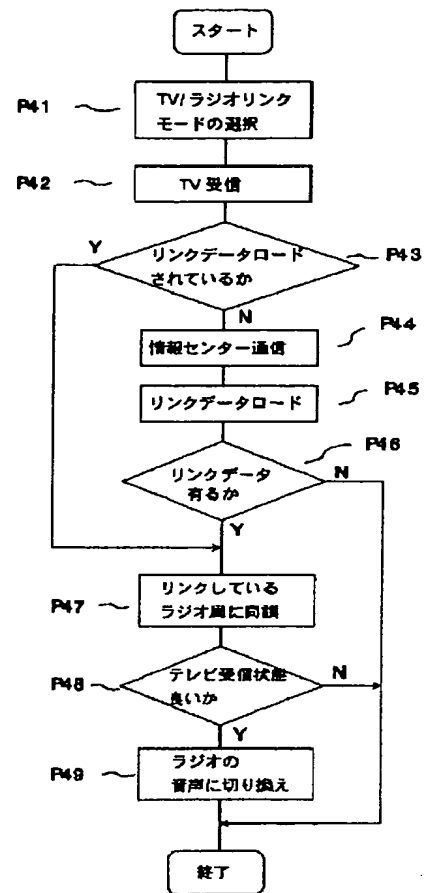 スタート
P41
TV/ラジオリンク
モードの選択
P42
TV 受信
Y
リンクデータロード
されているか
P43
N
情報センター通信
P44
リンクデータロード
P45
リンクデータ
有るか
P46
N
Y
リンクしている
ラジオ局に同調
P47
テレビ受信状態
良いか
P48
N
Y
ラジオの
音声に切り換え
P49
終了